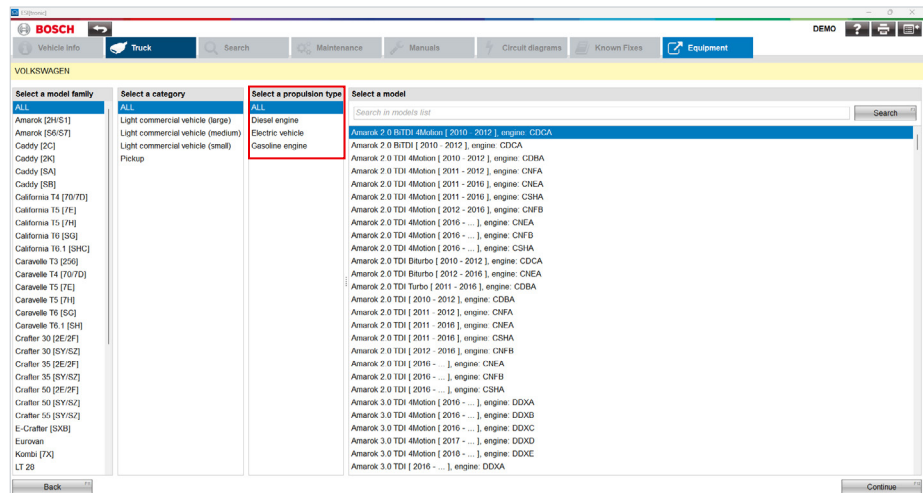 ESI[tronic]
BOSCH
DEMO
Vehicle info
Truck
Search
Maintenance
Manuals
Circuit diagrams
Known Fixes
Equipment
VOLKSWAGEN
Select a model family
ALL
Amarok [2H/S1]
Amarok [S6/S7]
Caddy [2C]
Caddy [2K]
Caddy [SA]
Caddy [SB]
California T4 [70/7D]
California T5 [7E]
California T5 [7H]
California T6 [SG]
California T6.1 [SHC]
Caravelle T3 [256]
Caravelle T4 [70/7D]
Caravelle T5 [7E]
Caravelle T5 [7H]
Caravelle T6 [SG]
Caravelle T6.1 [SH]
Crafter 30 [2E/2F]
Crafter 30 [SY/SZ]
Crafter 35 [2E/2F]
Crafter 35 [SY/SZ]
Crafter 50 [2E/2F]
Crafter 50 [SY/SZ]
Crafter 55 [SY/SZ]
E-Crafter [SXB]
Eurovan
Kombi [7X]
LT 28
Select a category
ALL
Light commercial vehicle (large)
Light commercial vehicle (medium)
Light commercial vehicle (small)
Pickup
Select a propulsion type
ALL
Diesel engine
Electric vehicle
Gasoline engine
Select a model
Search in models list
Search
Amarok 2.0 BiTDI 4Motion [ 2010 - 2012 ], engine: CDCA
Amarok 2.0 BiTDI [ 2010 - 2012 ], engine: CDCA
Amarok 2.0 TDI 4Motion [ 2010 - 2012 ], engine: CDBA
Amarok 2.0 TDI 4Motion [ 2011 - 2012 ], engine: CNFA
Amarok 2.0 TDI 4Motion [ 2011 - 2016 ], engine: CNEA
Amarok 2.0 TDI 4Motion [ 2011 - 2016 ], engine: CSHA
Amarok 2.0 TDI 4Motion [ 2012 - 2016 ], engine: CNFB
Amarok 2.0 TDI 4Motion [ 2016 - ... ], engine: CNEA
Amarok 2.0 TDI 4Motion [ 2016 - ... ], engine: CNFB
Amarok 2.0 TDI 4Motion [ 2016 - ... ], engine: CSHA
Amarok 2.0 TDI Biturbo [ 2010 - 2012 ], engine: CDCA
Amarok 2.0 TDI Biturbo [ 2012 - 2016 ], engine: CNEA
Amarok 2.0 TDI Turbo [ 2011 - 2016 ], engine: CDBA
Amarok 2.0 TDI [ 2010 - 2012 ], engine: CDBA
Amarok 2.0 TDI [ 2011 - 2012 ], engine: CNFA
Amarok 2.0 TDI [ 2011 - 2016 ], engine: CNEA
Amarok 2.0 TDI [ 2011 - 2016 ], engine: CSHA
Amarok 2.0 TDI [ 2012 - 2016 ], engine: CNFB
Amarok 2.0 TDI [ 2016 - ... ], engine: CNEA
Amarok 2.0 TDI [ 2016 - ... ], engine: CNFB
Amarok 2.0 TDI [ 2016 - ... ], engine: CSHA
Amarok 3.0 TDI 4Motion [ 2016 - ... ], engine: DDXA
Amarok 3.0 TDI 4Motion [ 2016 - ... ], engine: DDXB
Amarok 3.0 TDI 4Motion [ 2016 - ... ], engine: DDXC
Amarok 3.0 TDI 4Motion [ 2017 - ... ], engine: DDXD
Amarok 3.0 TDI 4Motion [ 2018 - ... ], engine: DDXE
Amarok 3.0 TDI [ 2016 - ... ], engine: DDXA
Back
Continue